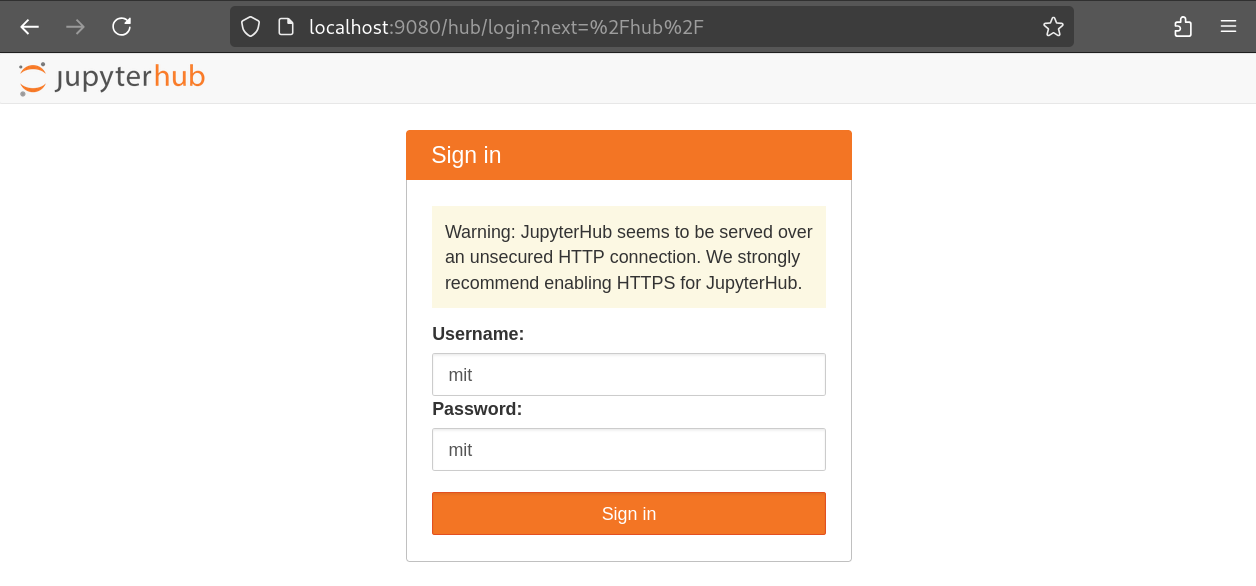 localhost:9080/hub/login?next=%2Fhub%2F
jupyterhub
Sign in
Warning: JupyterHub seems to be served over
an unsecured HTTP connection. We strongly
recommend enabling HTTPS for JupyterHub.
Username:
mit
Password:
mit
Sign in